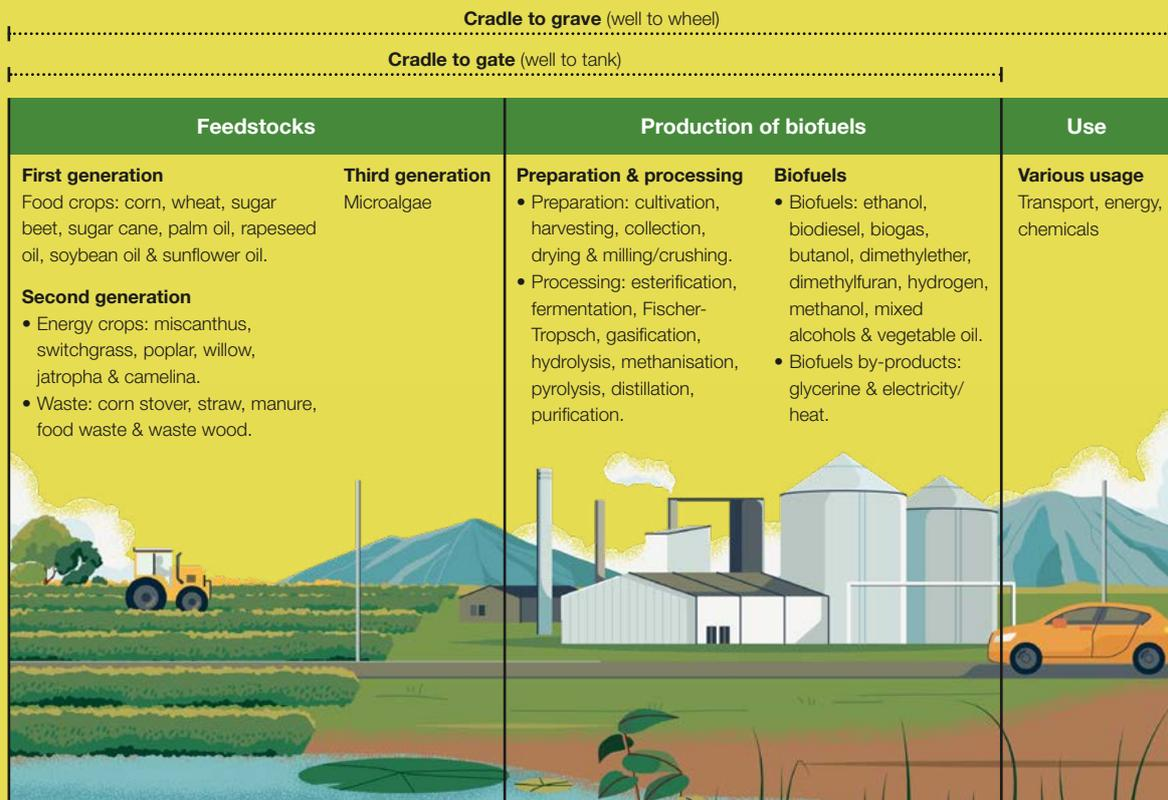 Cradle to grave (well to wheel)
Cradle to gate (well to tank)
Feedstocks
First generation
Food crops: corn, wheat, sugar
beet, sugar cane, palm oil, rapeseed
oil, soybean oil & sunflower oil.
Second generation
• Energy crops: miscanthus,
switchgrass, poplar, willow,
jatropha & camelina.
• Waste: corn stover, straw, manure,
food waste & waste wood.
Third generation
Microalgae
Production of biofuels
Preparation & processing
• Preparation: cultivation,
harvesting, collection,
drying & milling/crushing.
• Processing: esterification,
fermentation, Fischer-
Tropsch, gasification,
hydrolysis, methanisation,
pyrolysis, distillation,
purification.
Biofuels
• Biofuels: ethanol,
biodiesel, biogas,
butanol, dimethylether,
dimethylfuran, hydrogen,
methanol, mixed
alcohols & vegetable oil.
• Biofuels by-products:
glycerine & electricity/
heat.
Use
Various usage
Transport, energy,
chemicals